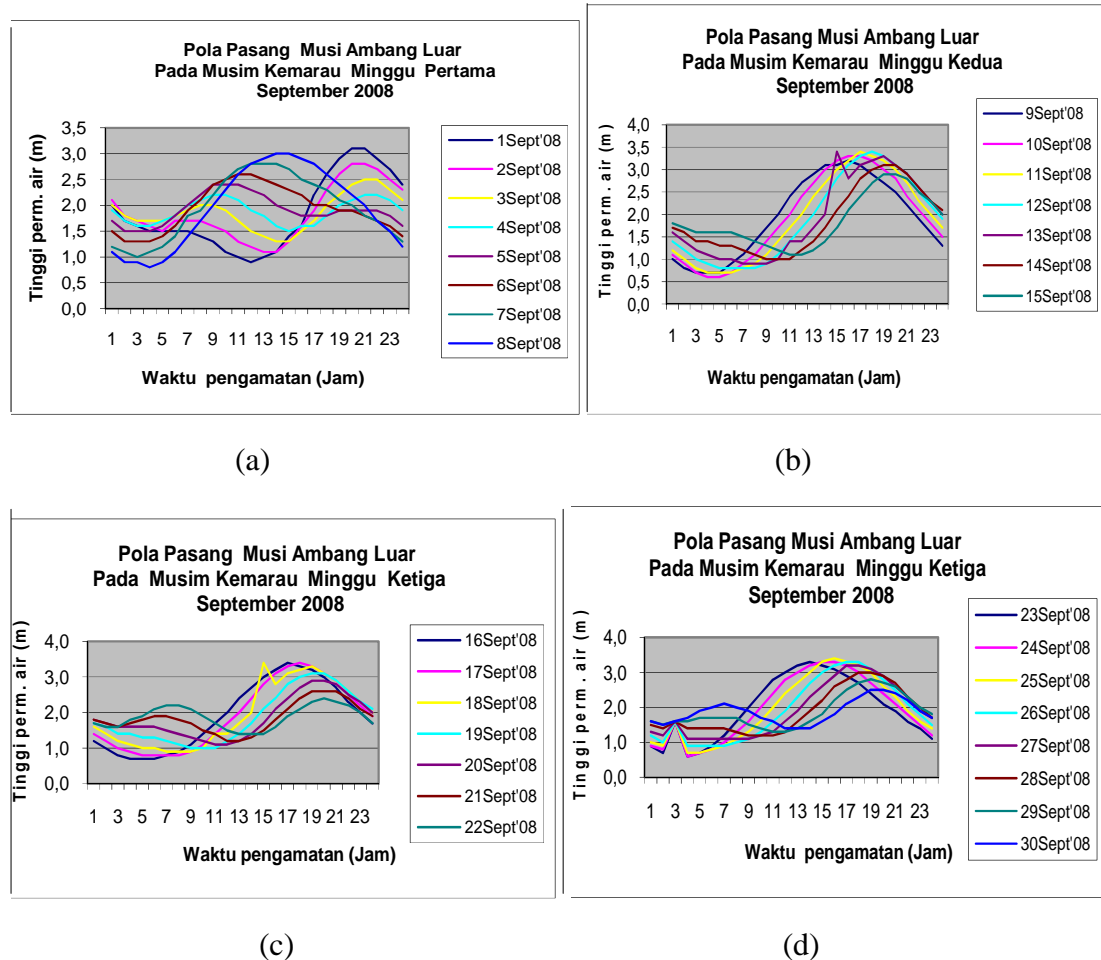 Pola Pasang Musi Ambang Luar
Pada Musim Kemarau Minggu Pertama
September 2008
Tinggi perm. air (m)
3,5
3,0
2,5
2,0
1,5
1,0
0,5
0,0
1 3 5 7 9 11 13 15 17 19 21 23
Waktu pengamatan (Jam)
1Sept'08
2Sept'08
3Sept'08
4Sept'08
5Sept'08
6Sept'08
7Sept'08
8Sept'08
(a)
Pola Pasang Musi Ambang Luar
Pada Musim Kemarau Minggu Kedua
September 2008
Tinggi perm. air (m)
4,0
3,5
3,0
2,5
2,0
1,5
1,0
0,5
0,0
1 3 5 7 9 11 13 15 17 19 21 23
Waktu pengamatan (Jam)
9Sept'08
10Sept'08
11Sept'08
12Sept'08
13Sept'08
14Sept'08
15Sept'08
(b)
Pola Pasang Musi Ambang Luar
Pada Musim Kemarau Minggu Ketiga
September 2008
Tinggi perm. air (m)
4,0
3,0
2,0
1,0
0,0
1 3 5 7 9 11 13 15 17 19 21 23
Waktu pengamatan (Jam)
16Sept'08
17Sept'08
18Sept'08
19Sept'08
20Sept'08
21Sept'08
22Sept'08
(c)
Pola Pasang Musi Ambang Luar
Pada Musim Kemarau Minggu Ketiga
September 2008
Tinggi perm. air (m)
4,0
3,0
2,0
1,0
0,0
1 3 5 7 9 11 13 15 17 19 21 23
Waktu pengamatan (Jam)
23Sept'08
24Sept'08
25Sept'08
26Sept'08
27Sept'08
28Sept'08
29Sept'08
30Sept'08
(d)